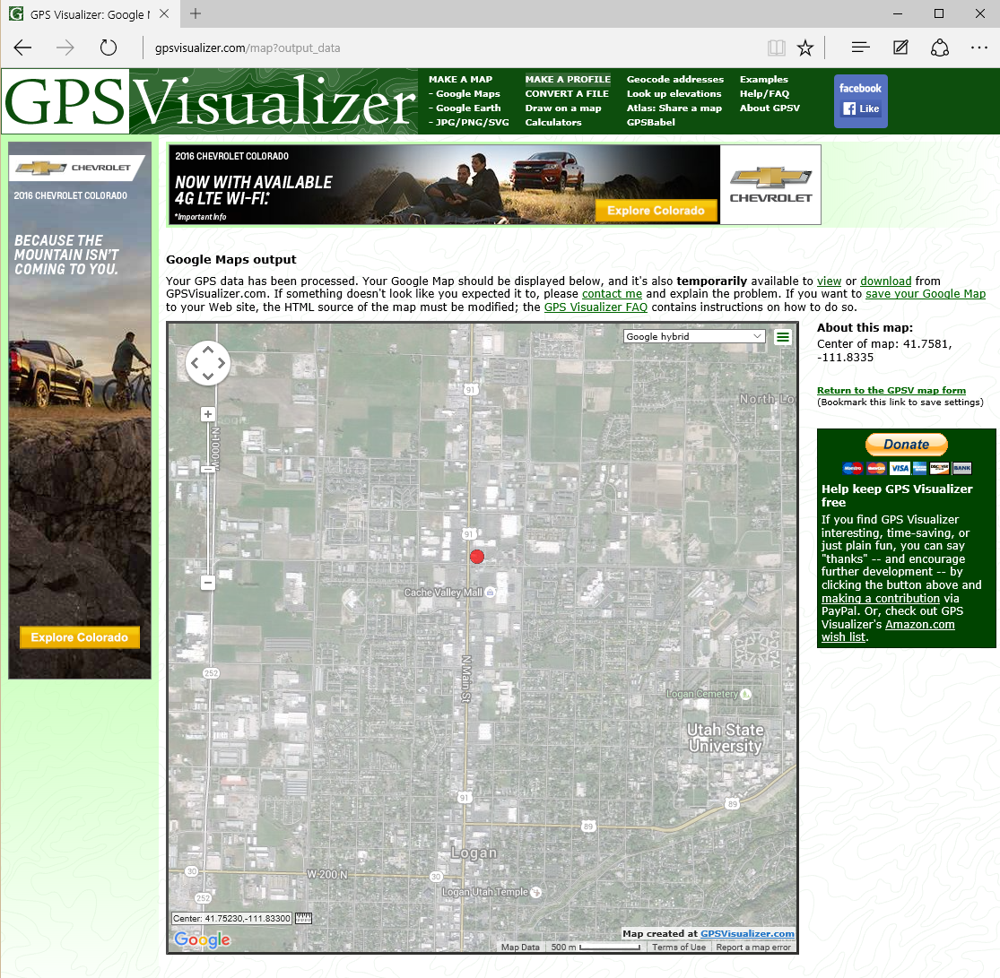 GPS Visualizer: Google M
gpsvisualizer.com/map?output_data
GPSVisualizer
MAKE A MAP
- Google Maps
- Google Earth
- JPG/PNG/SVG
MAKE A PROFILE
CONVERT A FILE
Draw on a map
Calculators
Geocode addresses
Look up elevations
Atlas: Share a map
GPSBabel
Examples
Help/FAQ
About GPSV
facebook
Like
CHEVROLET
2016 CHEVROLET COLORADO
BECAUSE THE
MOUNTAIN ISN'T
COMING TO YOU.
Explore Colorado
2016 CHEVROLET COLORADO
NOW WITH AVAILABLE
4G LTE WI-FI.*
*Important Info
Explore Colorado
CHEVROLET
Google Maps output
Your GPS data has been processed. Your Google Map should be displayed below, and it's also temporarily available to view or download from
GPSVisualizer.com. If something doesn't look like you expected it to, please contact me and explain the problem. If you want to save your Google Map
to your Web site, the HTML source of the map must be modified; the GPS Visualizer FAQ contains instructions on how to do so.
Google hybrid
91
North Lo
N 1000 W
91
Cache Valley Mall
252
N Main St
Logan Cemetery
Utah State
University
91
89
89
Logan
30
W 200 N
30
Logan Utah Temple
252
Center: 41.75230,-111.83300
Google
Map created at GPSVisualizer.com
Map Data
500 m
Terms of Use
Report a map error
About this map:
Center of map: 41.7581,
-111.8335
Return to the GPSV map form
(Bookmark this link to save settings)
Donate
Maestro
VISA
BANK
Help keep GPS Visualizer
free
If you find GPS Visualizer
interesting, time-saving, or
just plain fun, you can say
"thanks" -- and encourage
further development -- by
clicking the button above and
making a contribution via
PayPal. Or, check out GPS
Visualizer's Amazon.com
wish list.